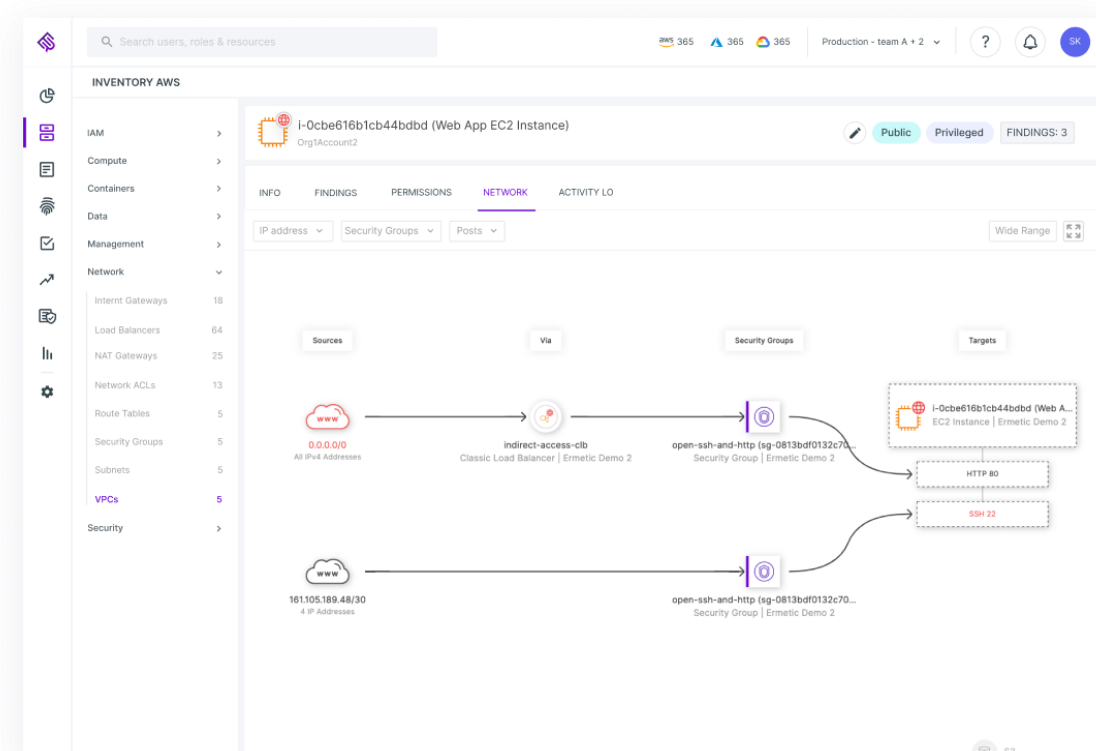 Search users, roles & resources
aws 365
365
365
Production - team A + 2
?
SK
INVENTORY AWS
IAM
Compute
Containers
Data
Management
Network
Internt Gateways 18
Load Balancers 64
NAT Gateways 25
Network ACLs 13
Route Tables 5
Security Groups 5
Subnets 5
VPCs 5
Security
i-0cbe616b1cb44bdbd (Web App EC2 Instance)
Org1Account2
Public
Privileged
FINDINGS: 3
INFO
FINDINGS
PERMISSIONS
NETWORK
ACTIVITY LO
IP address
Security Groups
Posts
Wide Range
Sources
Via
Security Groups
Targets
www
0.0.0.0/0
All IPv4 Addresses
indirect-access-clb
Classic Load Balancer | Ermetic Demo 2
open-ssh-and-http (sg-0813bdf0132c70...
Security Group | Ermetic Demo 2
i-0cbe616b1cb44bdbd (Web A...
EC2 Instance | Ermetic Demo 2
HTTP 80
SSH 22
www
161.105.189.48/30
4 IP Addresses
open-ssh-and-http (sg-0813bdf0132c70...
Security Group | Ermetic Demo 2